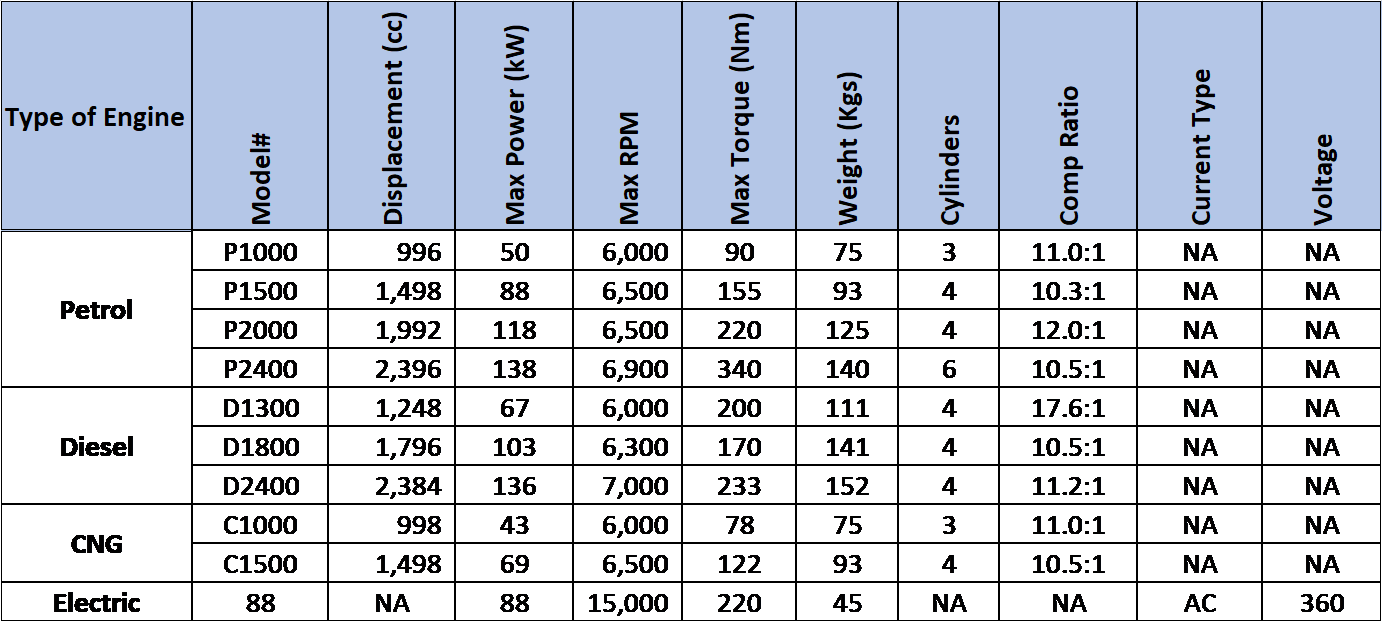 Type of Engine Model# Displacement (cc) Max Power (kW) Max RPM Max Torque (Nm) Weight (Kgs) Cylinders Comp Ratio Current Type Voltage
Petrol P1000 996 50 6,000 90 75 3 11.0:1 NA NA
P1500 1,498 88 6,500 155 93 4 10.3:1 NA NA
P2000 1,992 118 6,500 220 125 4 12.0:1 NA NA
P2400 2,396 138 6,900 340 140 6 10.5:1 NA NA
Diesel D1300 1,248 67 6,000 200 111 4 17.6:1 NA NA
D1800 1,796 103 6,300 170 141 4 10.5:1 NA NA
D2400 2,384 136 7,000 233 152 4 11.2:1 NA NA
CNG C1000 998 43 6,000 78 75 3 11.0:1 NA NA
C1500 1,498 69 6,500 122 93 4 10.5:1 NA NA
Electric 88 NA 88 15,000 220 45 NA NA AC 360